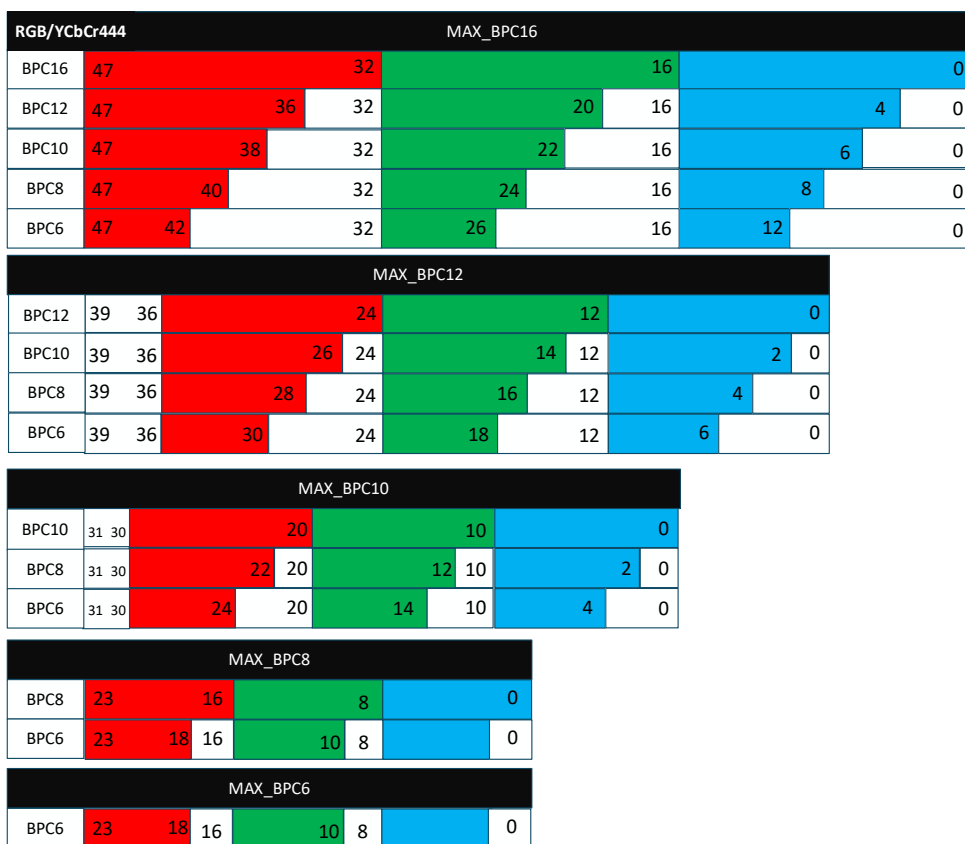 RGB/YCbCr444 MAX_BPC16
BPC16 47 32 16 0
BPC12 47 36 32 20 16 4 0
BPC10 47 38 32 22 16 6 0
BPC8 47 40 32 24 16 8 0
BPC6 47 42 32 26 16 12 0
MAX_BPC12
BPC12 39 36 24 12 0
BPC10 39 36 26 24 14 12 2 0
BPC8 39 36 28 24 16 12 4 0
BPC6 39 36 30 24 18 12 6 0
MAX_BPC10
BPC10 31 30 20 10 0
BPC8 31 30 22 20 12 10 2 0
BPC6 31 30 24 20 14 10 4 0
MAX_BPC8
BPC8 23 16 8 0
BPC6 23 18 16 10 8 0
MAX_BPC6
BPC6 23 18 16 10 8 0